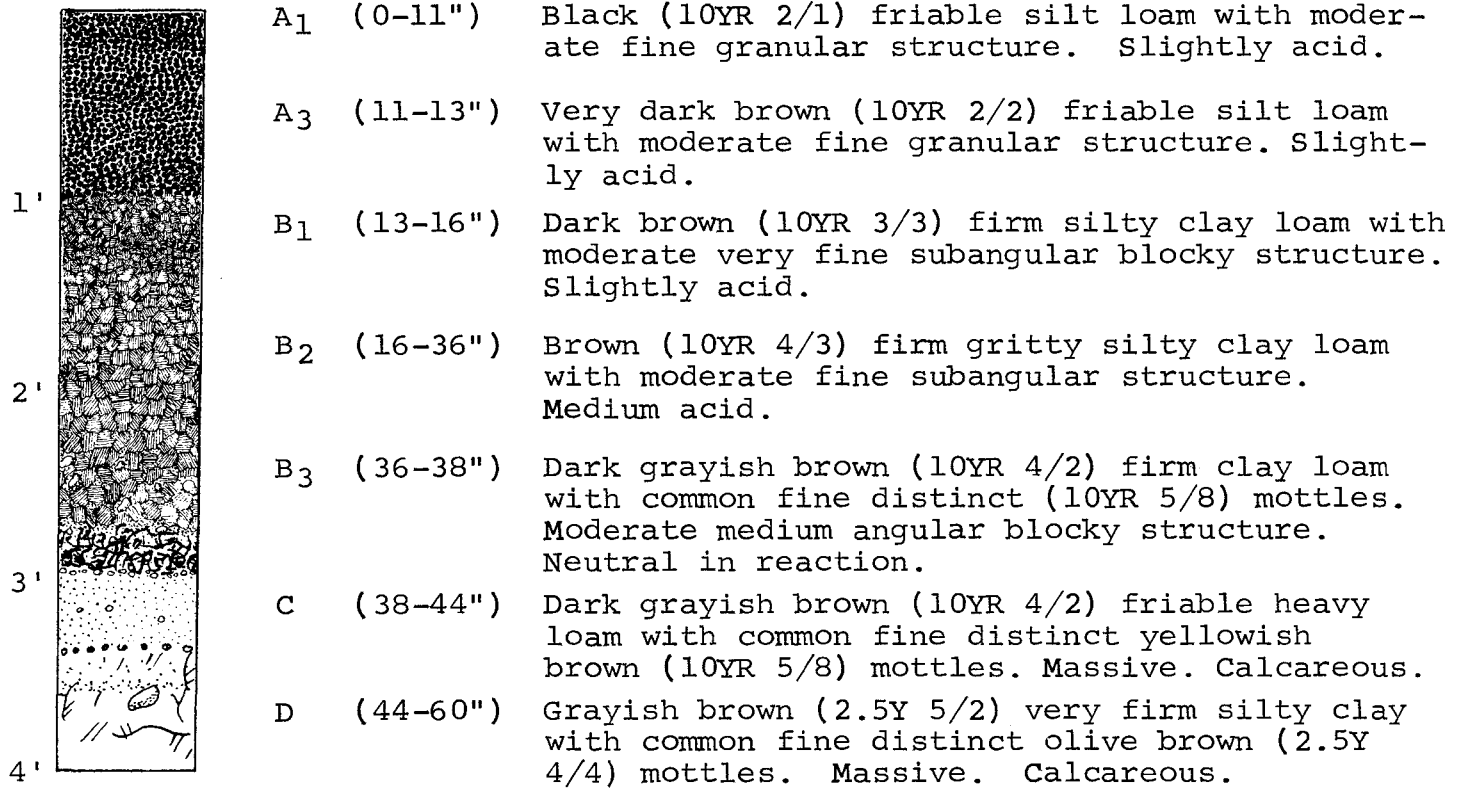 A1 (0-11") Black (10YR 2/1) friable silt loam with moder-
ate fine granular structure. Slightly acid.
A3 (11-13") Very dark brown (10YR 2/2) friable silt loam
with moderate fine granular structure. Slight-
ly acid.
1'
B1 (13-16") Dark brown (10YR 3/3) firm silty clay loam with
moderate very fine subangular blocky structure.
Slightly acid.
B2 (16-36") Brown (10YR 4/3) firm gritty silty clay loam
with moderate fine subangular structure.
2'
Medium acid.
B3 (36-38") Dark grayish brown (10YR 4/2) firm clay loam
with common fine distinct (10YR 5/8) mottles.
Moderate medium angular blocky structure.
Neutral in reaction.
3'
C (38-44") Dark grayish brown (10YR 4/2) friable heavy
loam with common fine distinct yellowish
brown (10YR 5/8) mottles. Massive. Calcareous.
D (44-60") Grayish brown (2.5Y 5/2) very firm silty clay
with common fine distinct olive brown (2.5Y
4/4) mottles. Massive. Calcareous.
4'